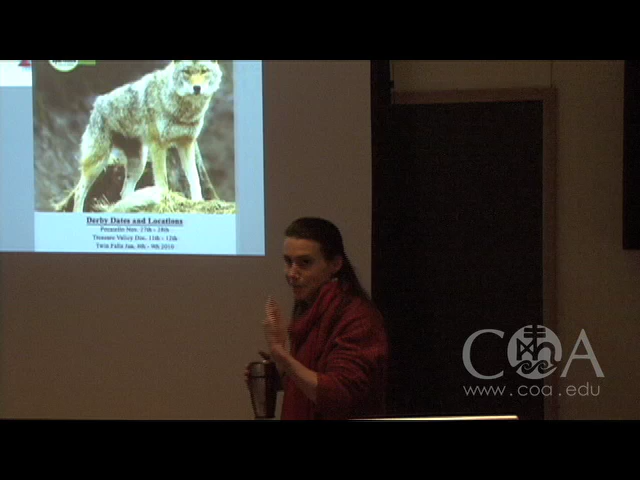 Derby Dates and Locations
Pocatello Nov. 27th - 28th
Treasure Valley Dec. 11th - 12th
Twin Falls Jan. 8th - 9th 2010
COA
www.coa.edu